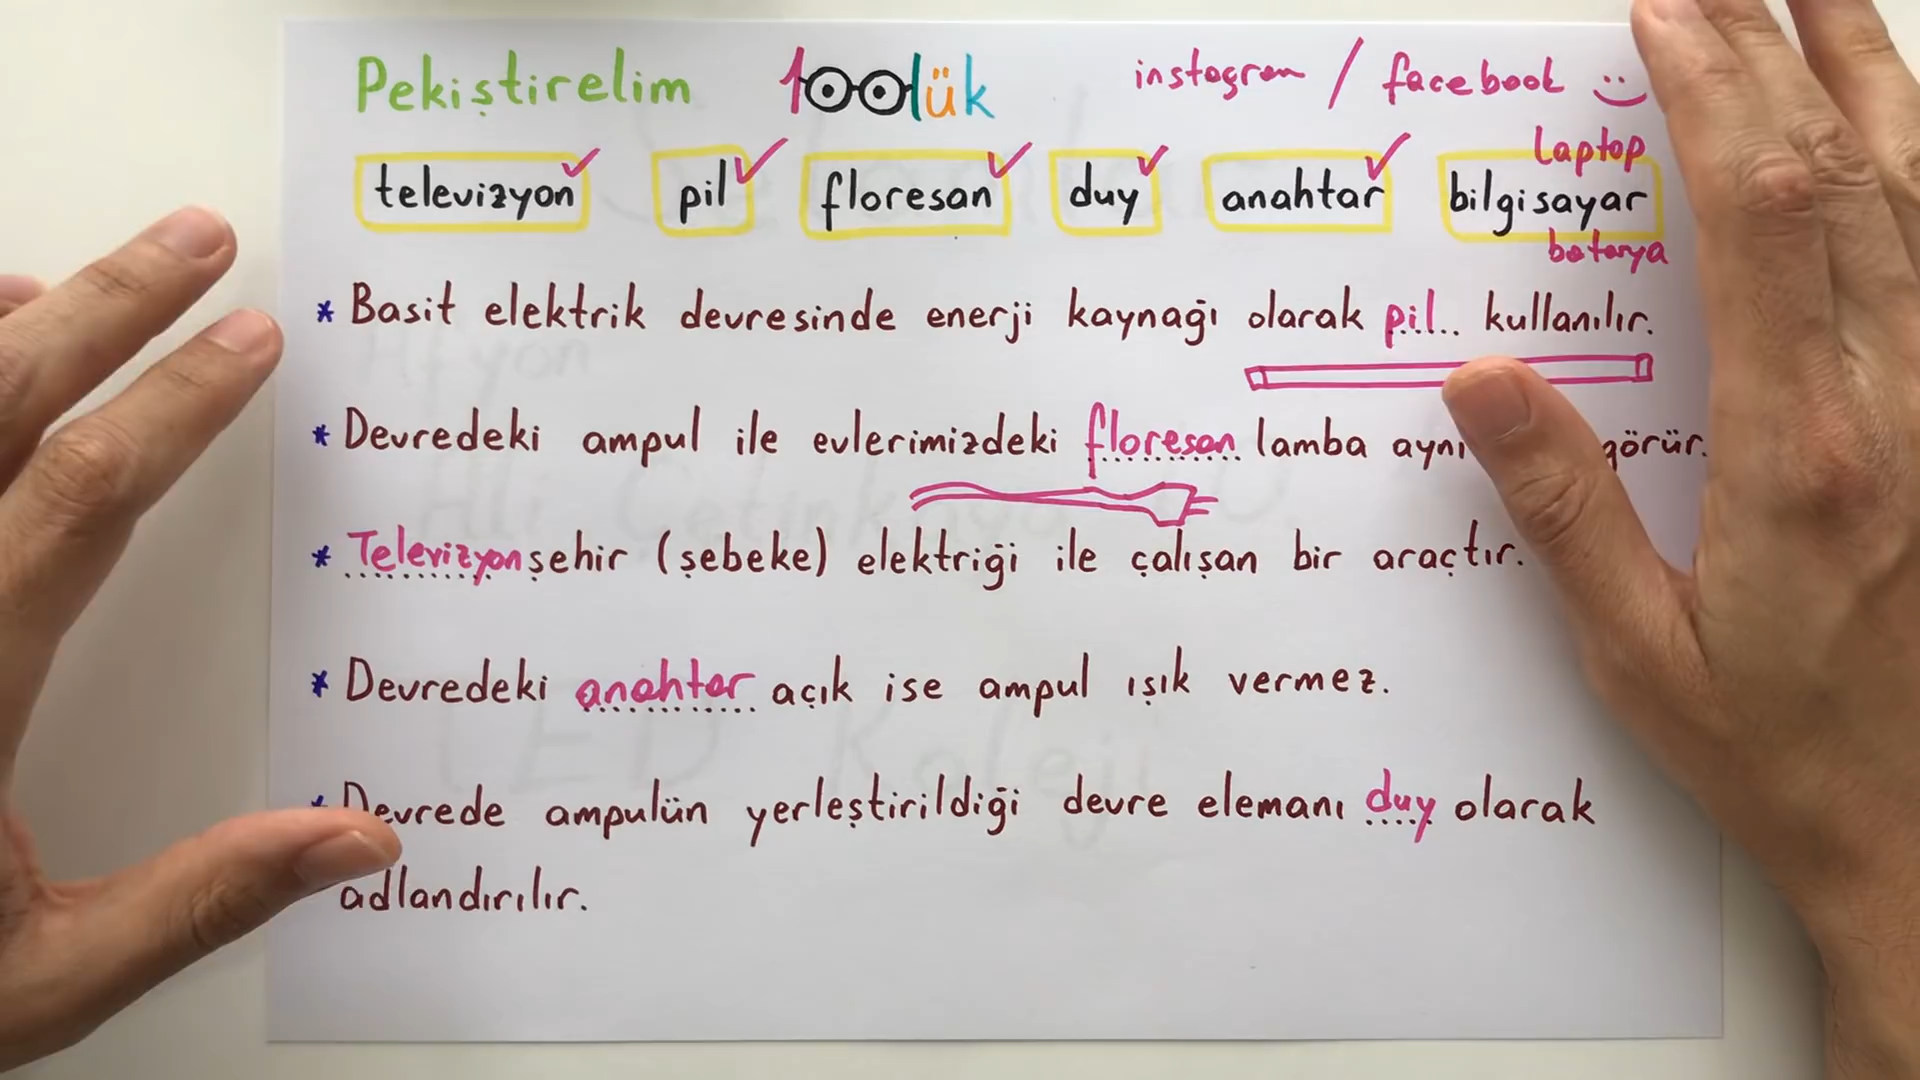 Pekiştirelim 100lük instagram / facebook
laptop
televizyon pil floresan duy anahtar bilgisayar
batarya
* Basit elektrik devresinde enerji kaynağı olarak pil.. kullanılır.
* Devredeki ampul ile evlerimizdeki floresan lamba aynı görür.
* Televizyon şehir (şebeke) elektriği ile çalışan bir araçtır.
* Devredeki anahtar açık ise ampul ışık vermez.
* Devrede ampulün yerleştirildiği devre elemanı duy olarak
adlandırılır.